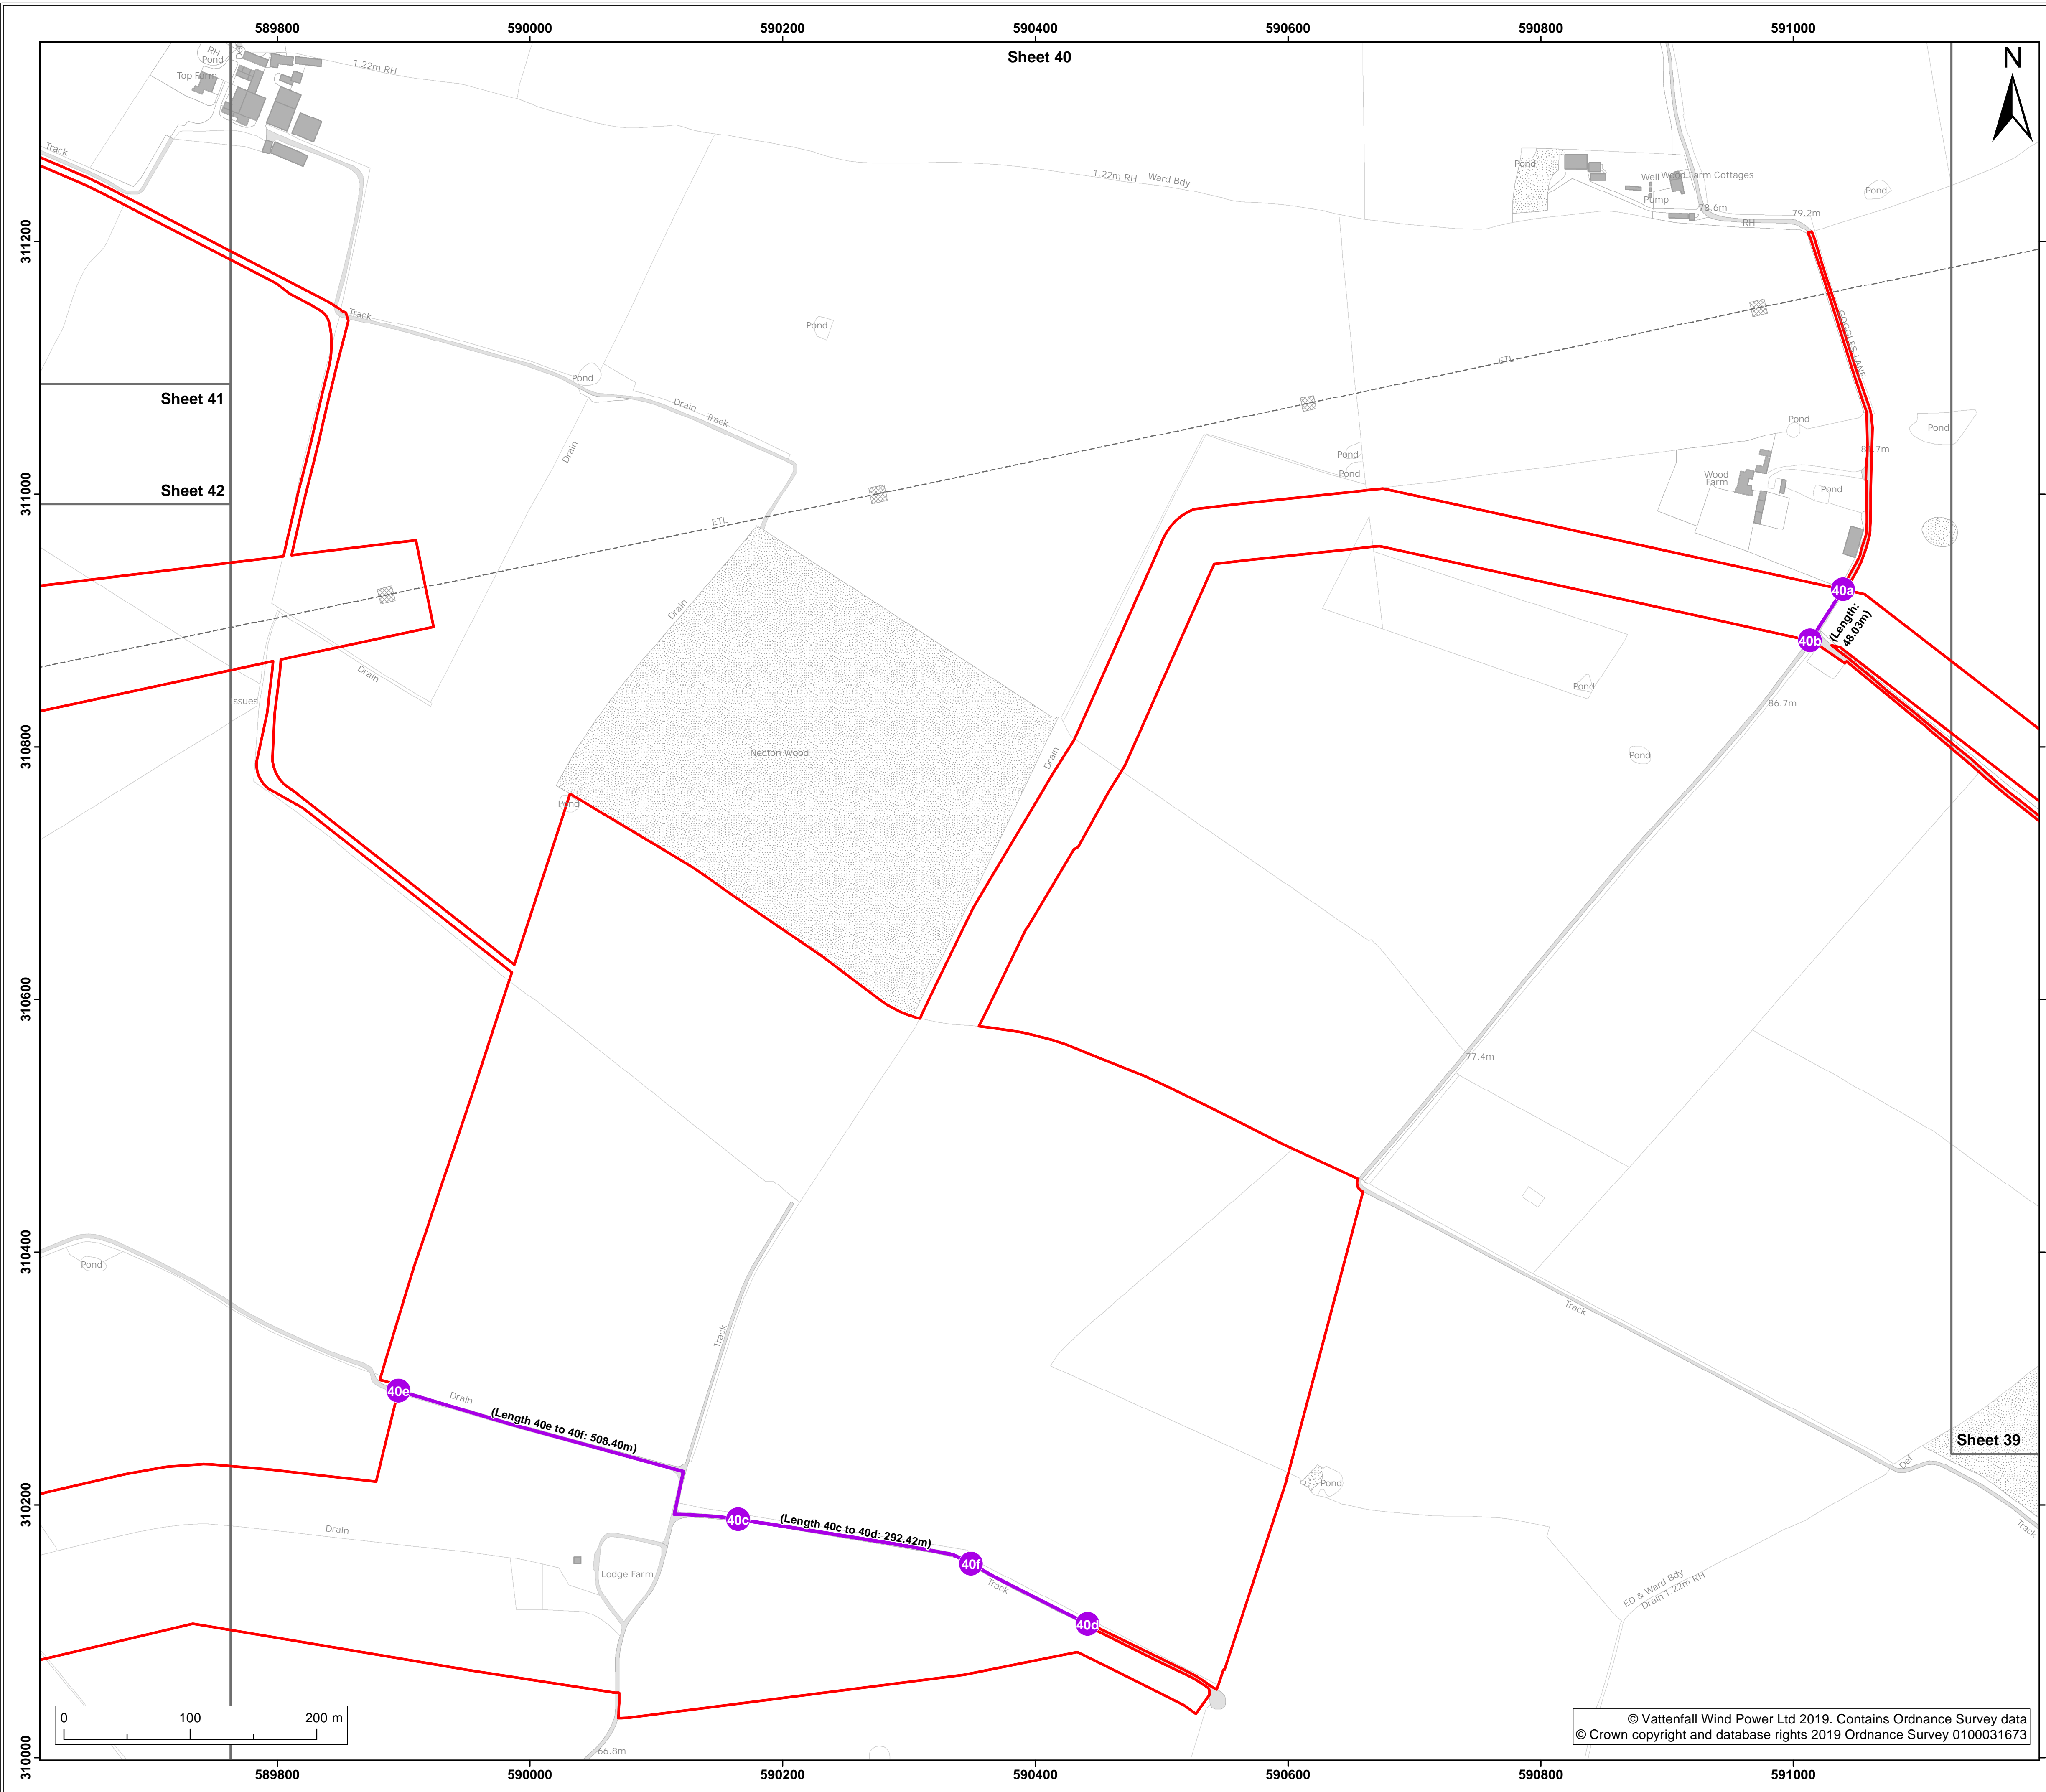 589800 590000 590200 590400 590600 590800 591000
Sheet 40
N
RH
Pond
Top Farm
1.22m RH
Track
1.22m RH Ward Bdy
Pond
Well Wood Farm Cottages
Pump
78.6m
79.2m
RH
Pond
311200
Track
Pond
ETL
GOGGLES LANE
Pond
Sheet 41
Drain Track
Drain
Pond
Pond
Pond
Pond
Wood
Farm
Pond
Sheet 42
311000
ETL
Drain
40a
(Length:
48.03m)
40b
Drain
ssues
Pond
86.7m
310800
Necton Wood
Drain
Pond
Pond
310600
77.4m
310400
Pond
Track
Track
40e
Drain
(Length 40e to 40f: 508.40m)
Sheet 39
Def
Pond
310200
40c
(Length 40c to 40d: 292.42m)
Drain
Track
40f
Track
Lodge Farm
ED & Ward Bdy
Drain 1.22m RH
40d
0 100 200 m
66.8m
© Vattenfall Wind Power Ltd 2019. Contains Ordnance Survey data
© Crown copyright and database rights 2019 Ordnance Survey 0100031673
310000
589800 590000 590200 590400 590600 590800 591000